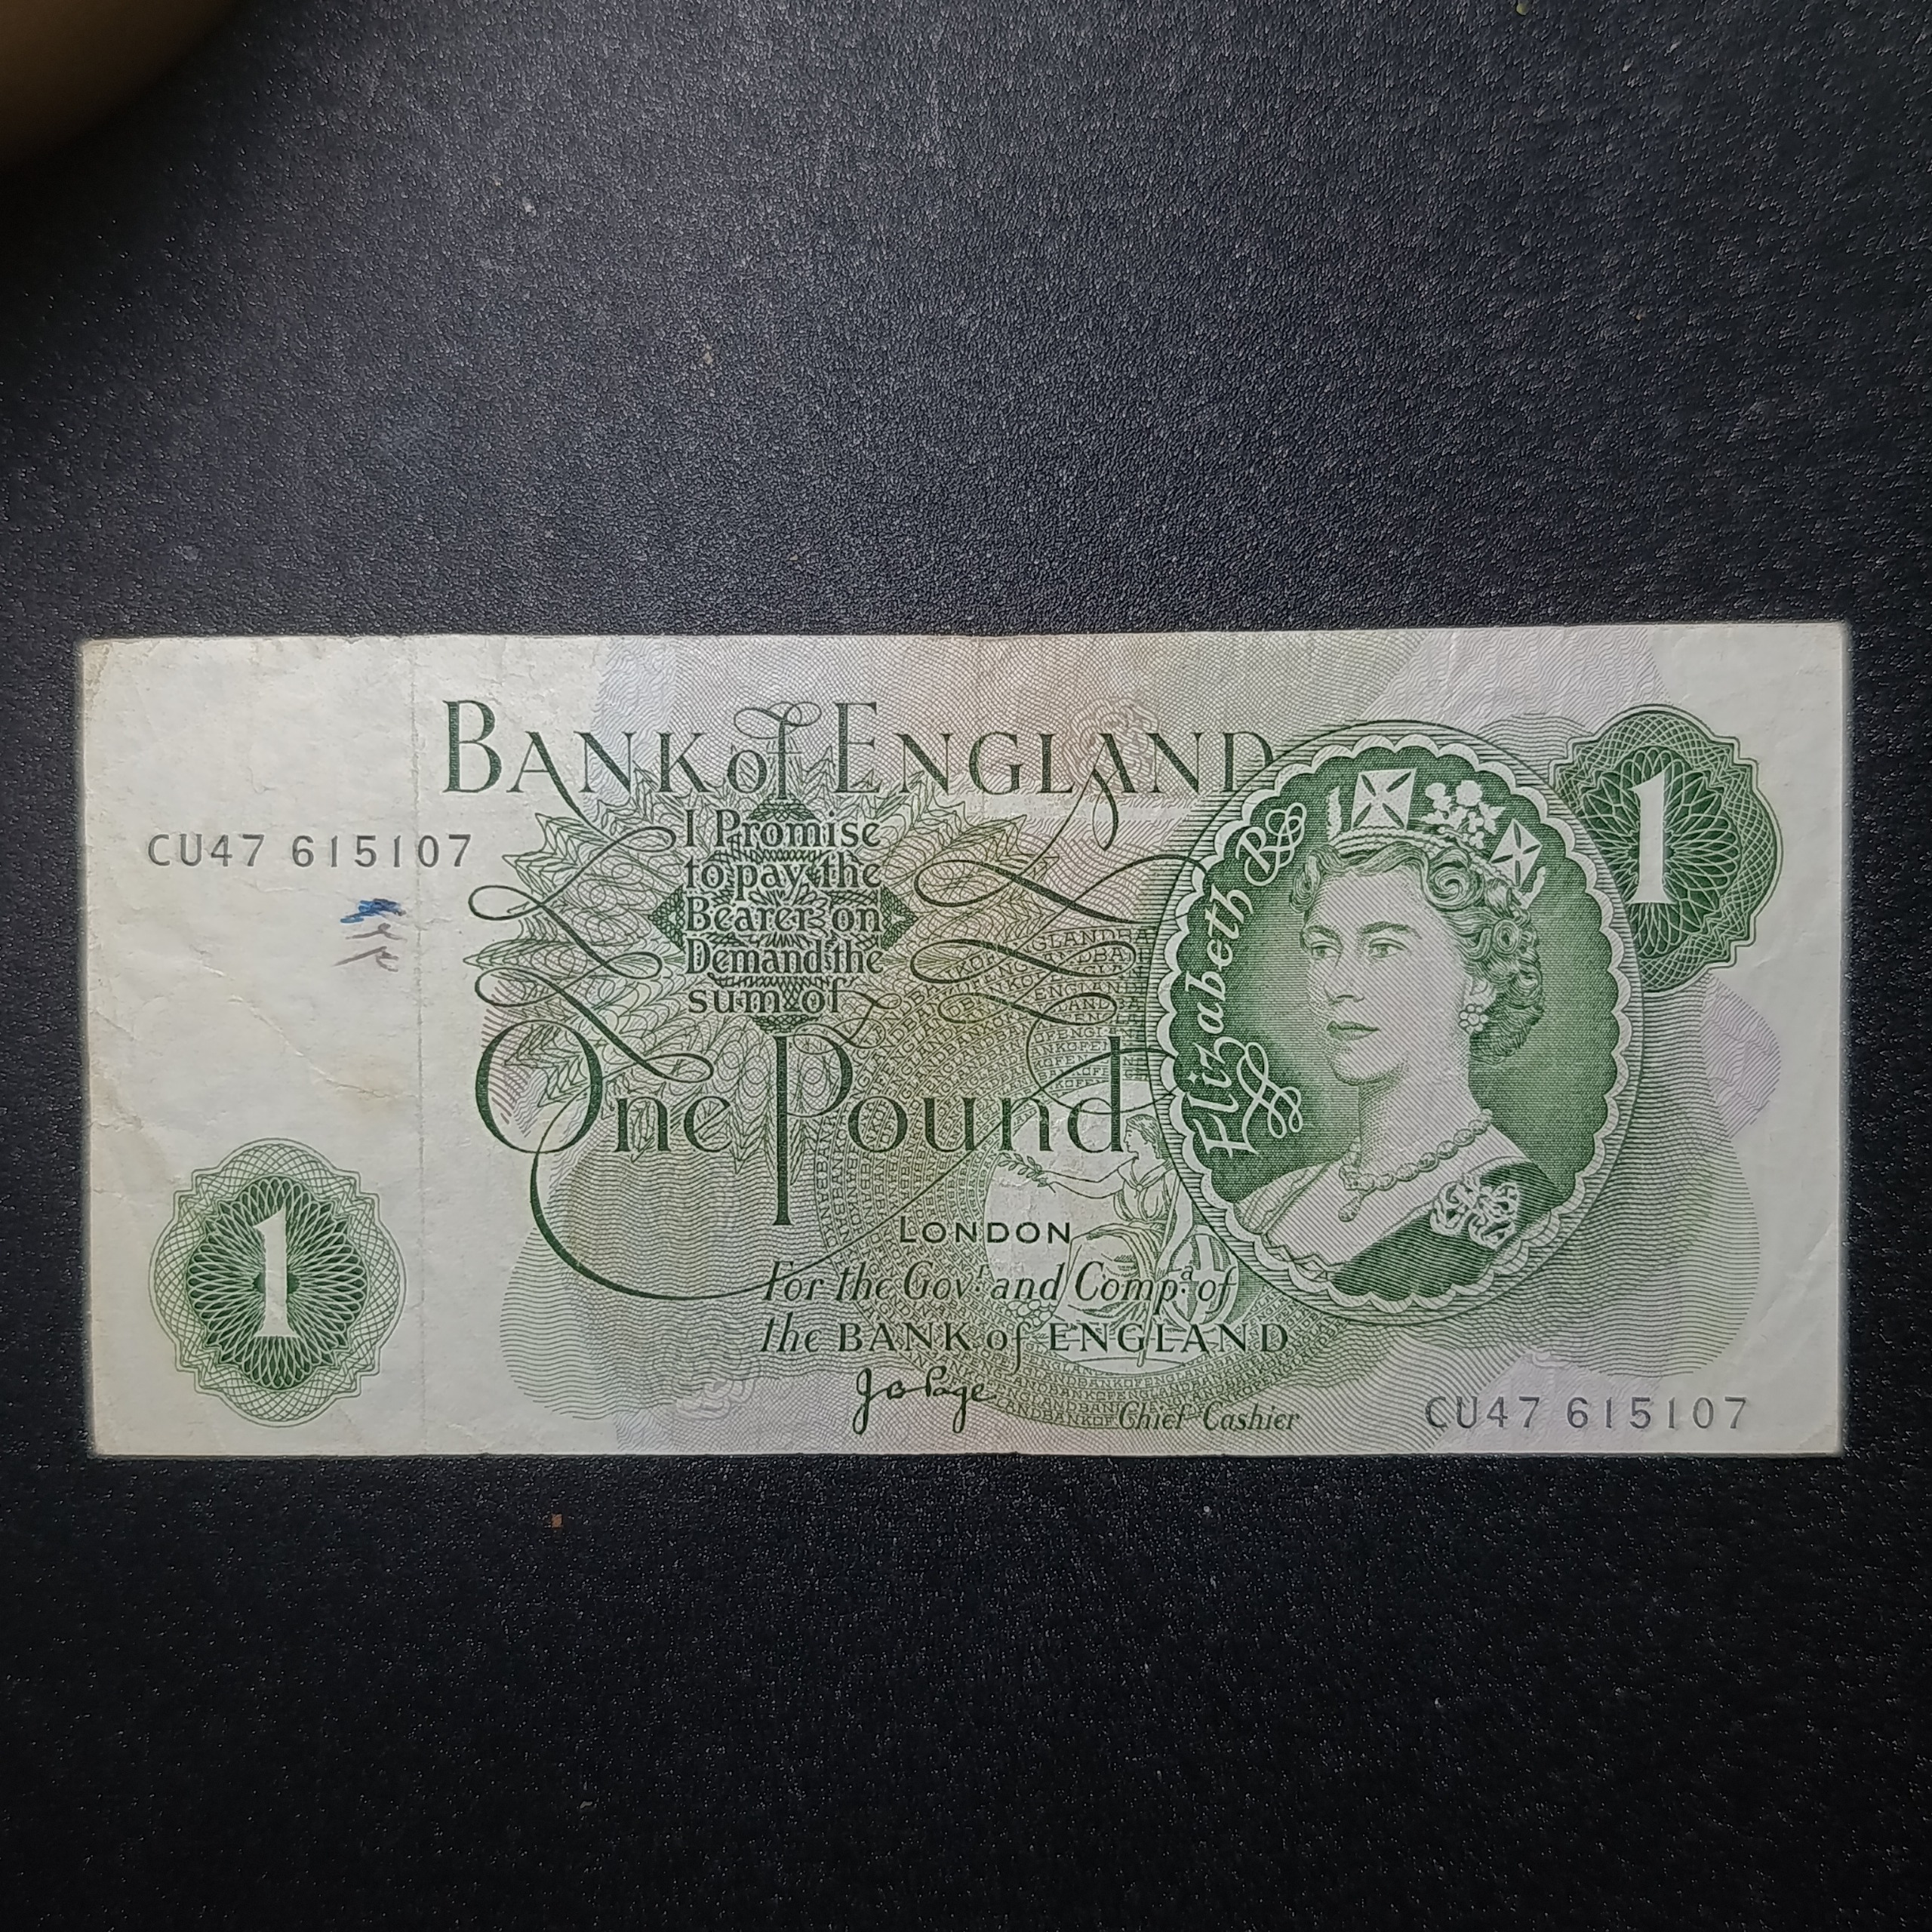 BANK of ENGLAND
1
I Promise
to pay the
Bearer on
Demand the
sum of
CU47 615107
Elizabeth R
One Pound
LONDON
For the Govr. and Compa. of
the BANK of ENGLAND
1
Chief Cashier
CU47 615107